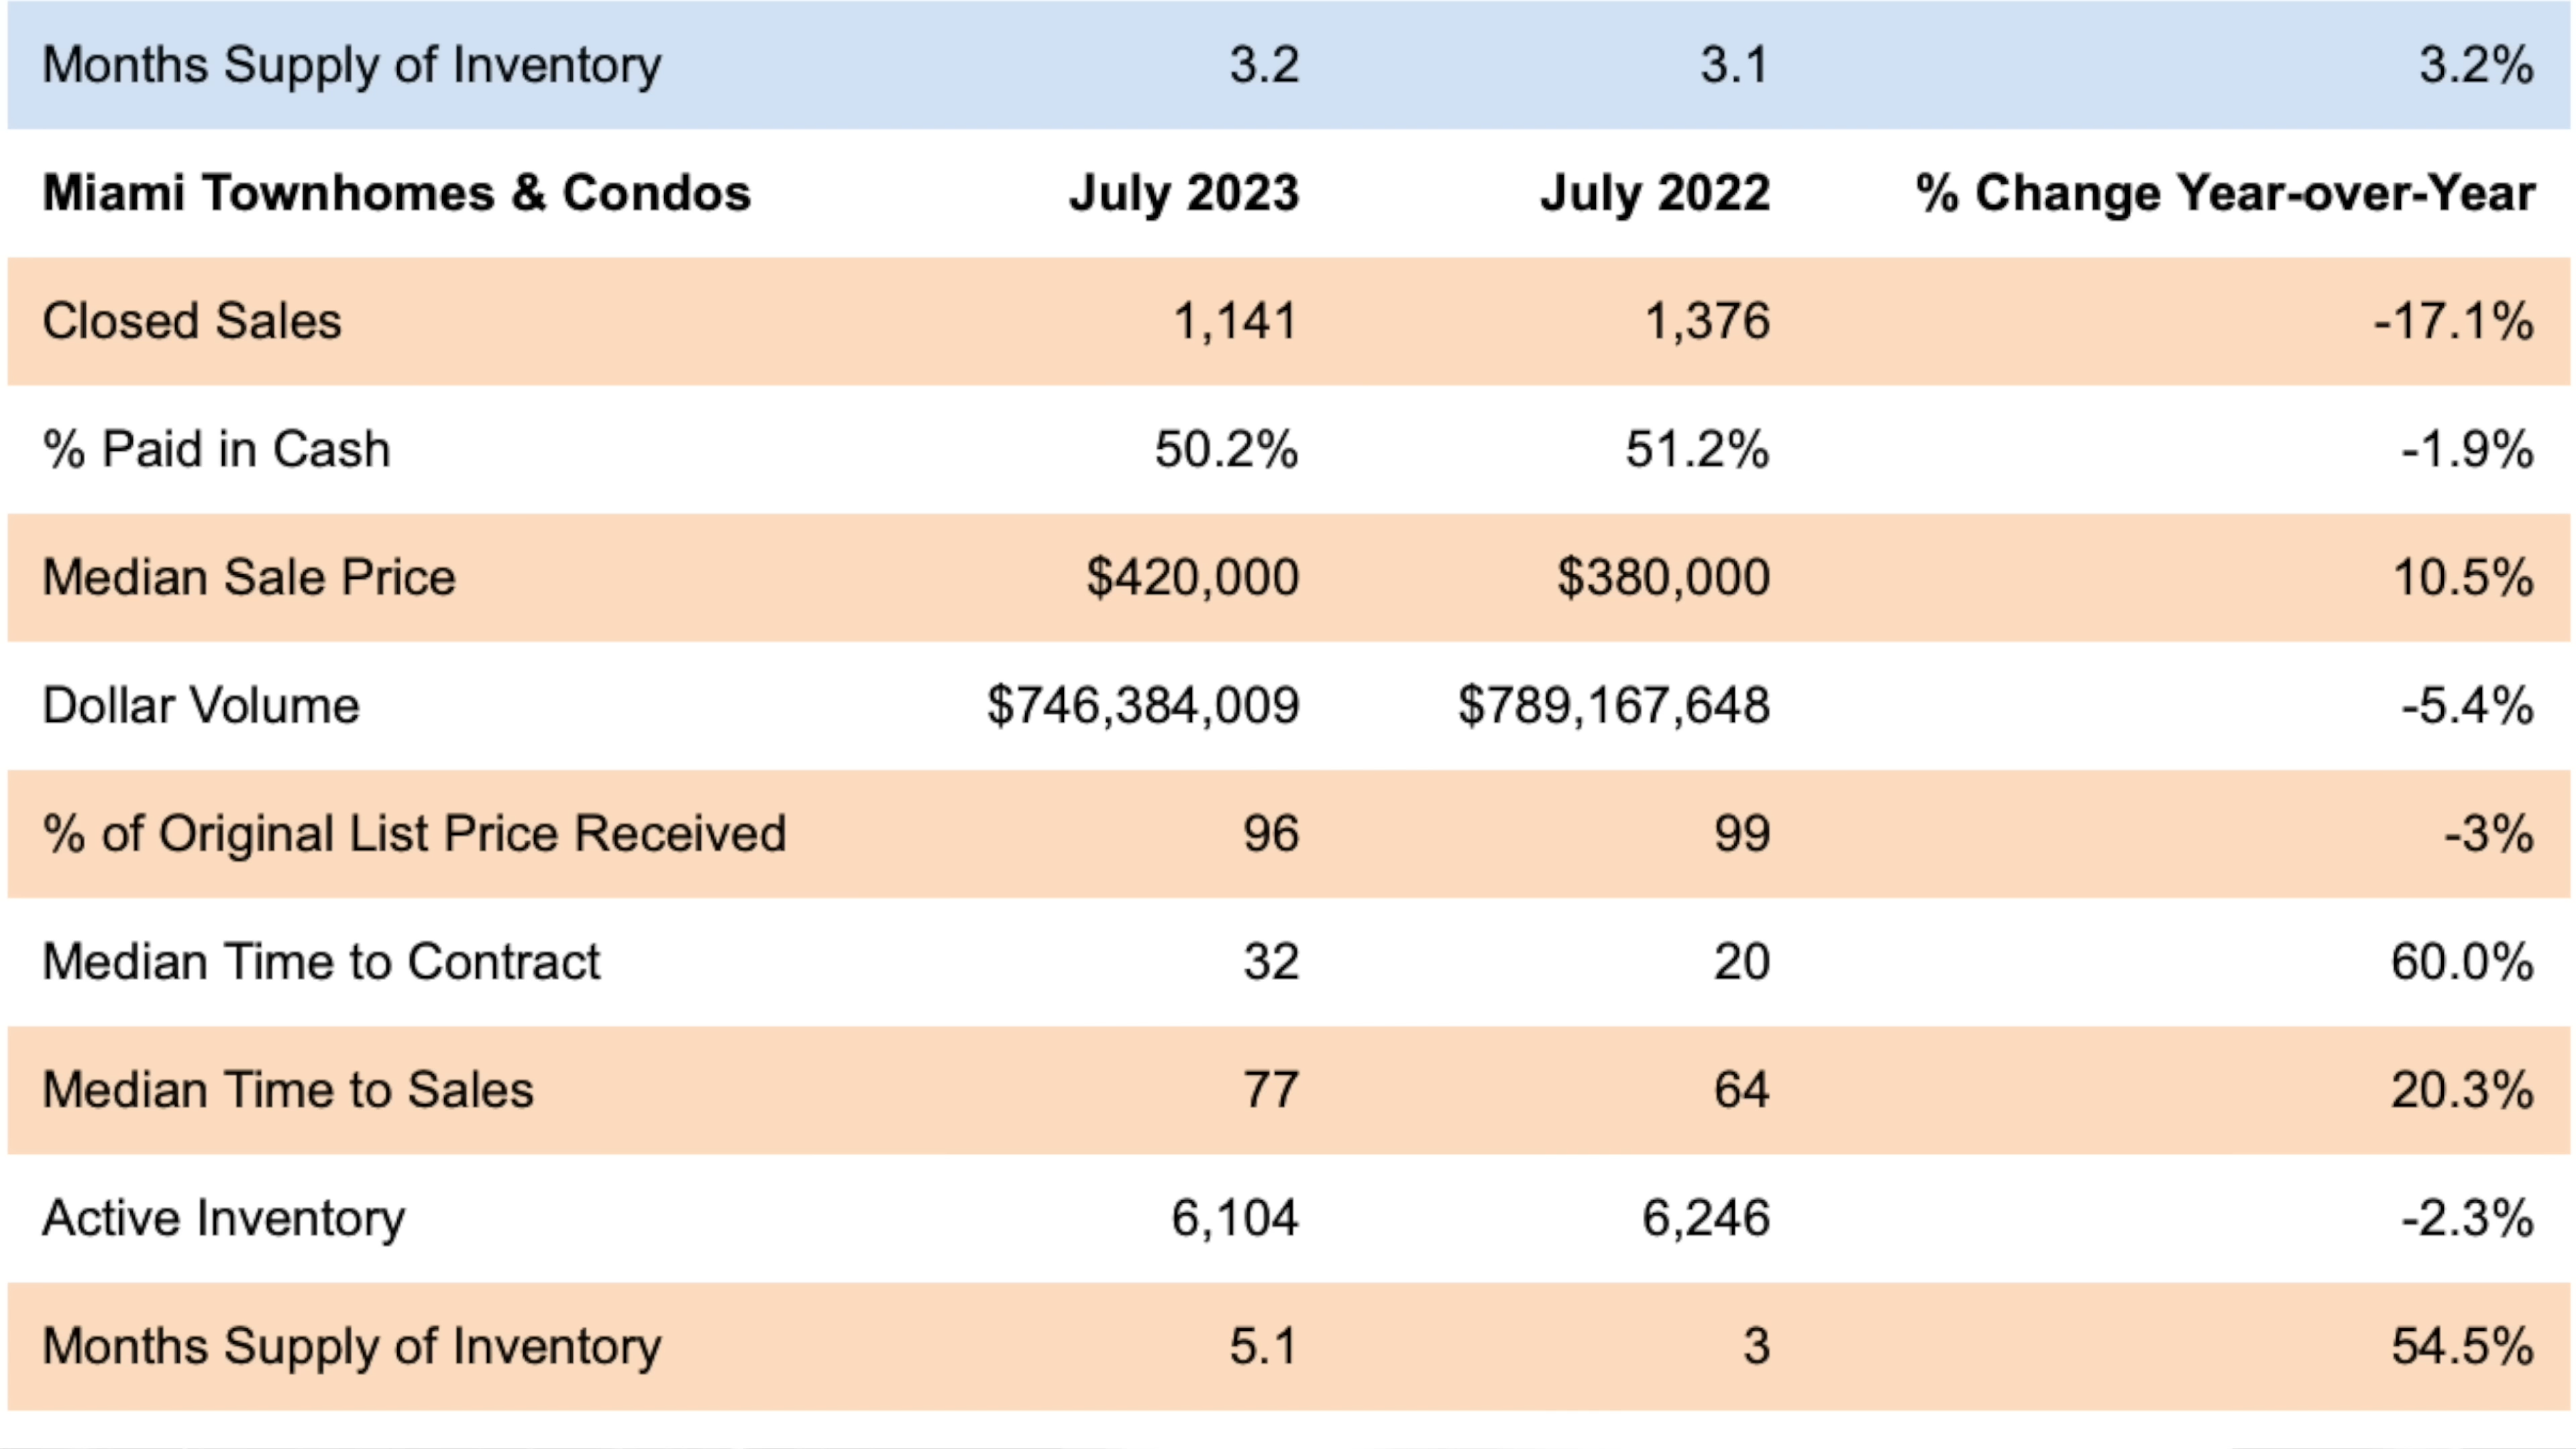 Months Supply of Inventory 3.2 3.1 3.2%
Miami Townhomes & Condos July 2023 July 2022 % Change Year-over-Year
Closed Sales 1,141 1,376 -17.1%
% Paid in Cash 50.2% 51.2% -1.9%
Median Sale Price $420,000 $380,000 10.5%
Dollar Volume $746,384,009 $789,167,648 -5.4%
% of Original List Price Received 96 99 -3%
Median Time to Contract 32 20 60.0%
Median Time to Sales 77 64 20.3%
Active Inventory 6,104 6,246 -2.3%
Months Supply of Inventory 5.1 3 54.5%